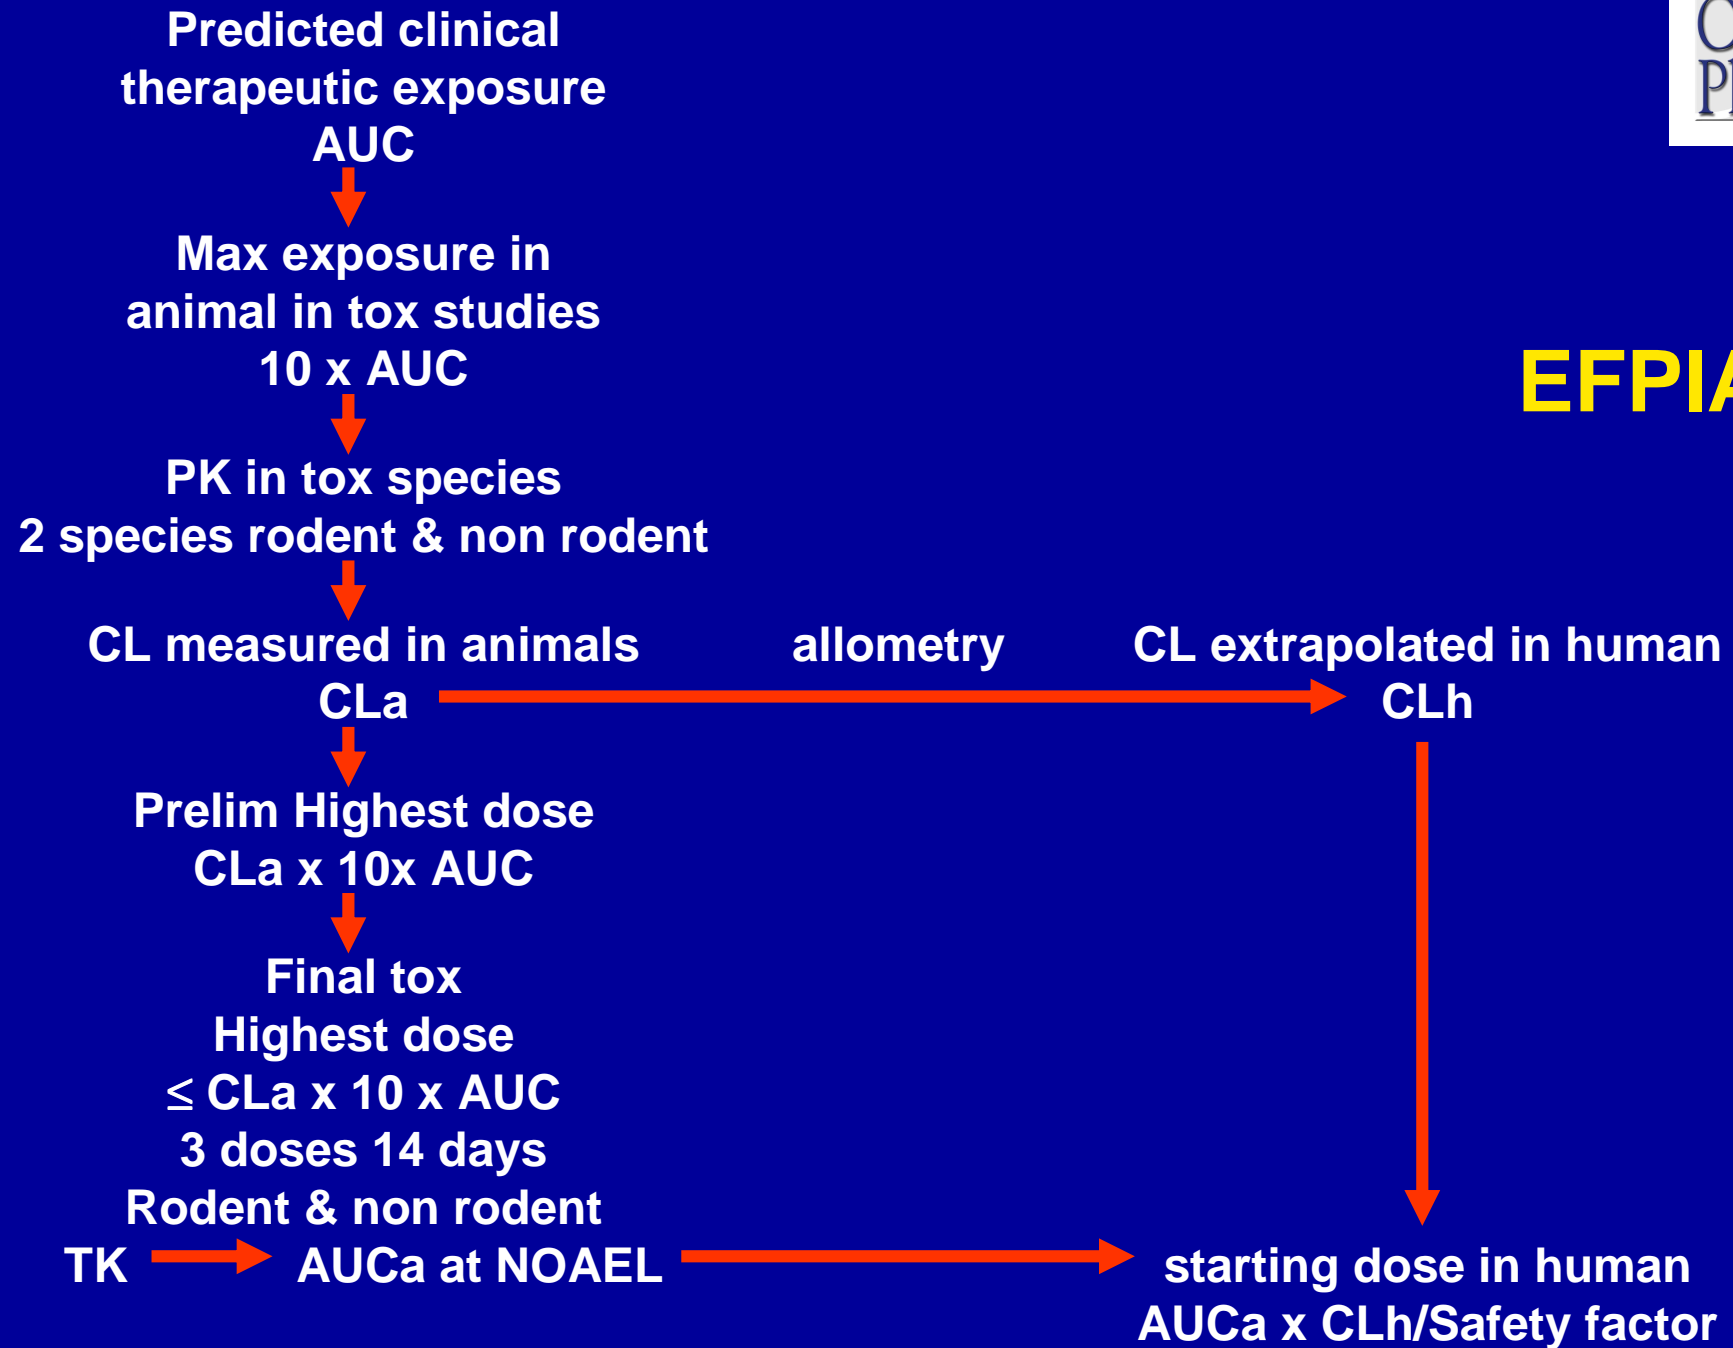 Predicted clinical
therapeutic exposure
AUC
Max exposure in
animal in tox studies
10 x AUC
EFPIA
PK in tox species
2 species rodent & non rodent
CL measured in animals
CLa
allometry
CL extrapolated in human
CLh
Prelim Highest dose
CLa x 10x AUC
Final tox
Highest dose
≤ CLa x 10 x AUC
3 doses 14 days
Rodent & non rodent
TK
AUCa at NOAEL
starting dose in human
AUCa x CLh/Safety factor